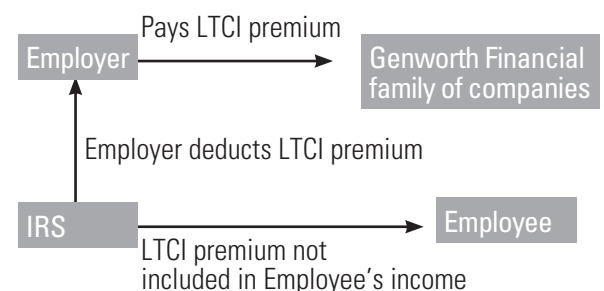 Pays LTCI premium
Employer
Genworth Financial
family of companies
Employer deducts LTCI premium
IRS
Employee
LTCI premium not
included in Employee's income